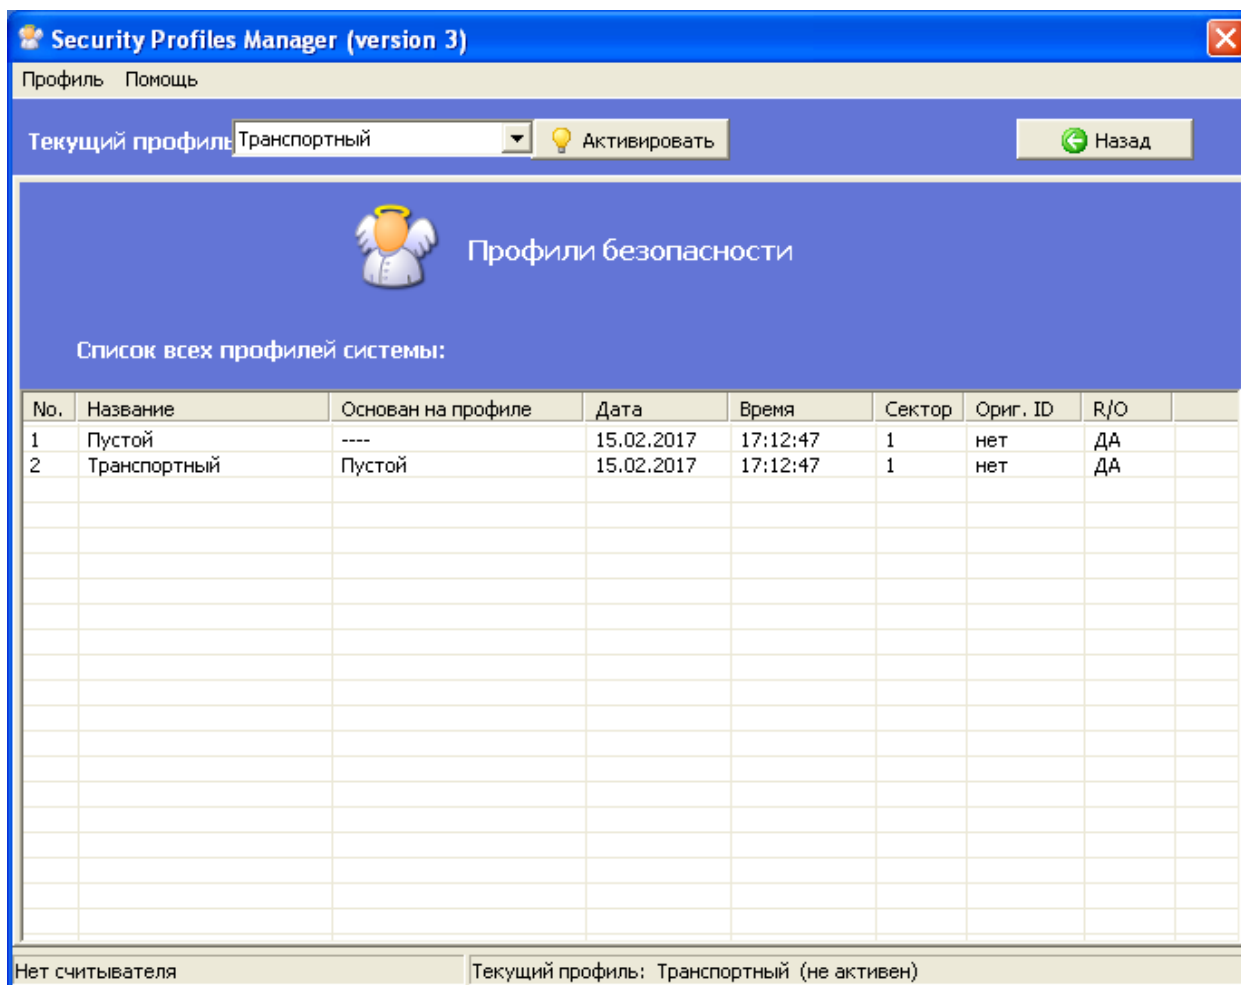 Security Profiles Manager (version 3)
Профиль Помощь
Текущий профиль Транспортный Активировать Назад
Профили безопасности
Список всех профилей системы:
No. Название Основан на профиле Дата Время Сектор Ориг. ID R/O
1 Пустой ---- 15.02.2017 17:12:47 1 нет ДА
2 Транспортный Пустой 15.02.2017 17:12:47 1 нет ДА
Нет считывателя Текущий профиль: Транспортный (не активен)